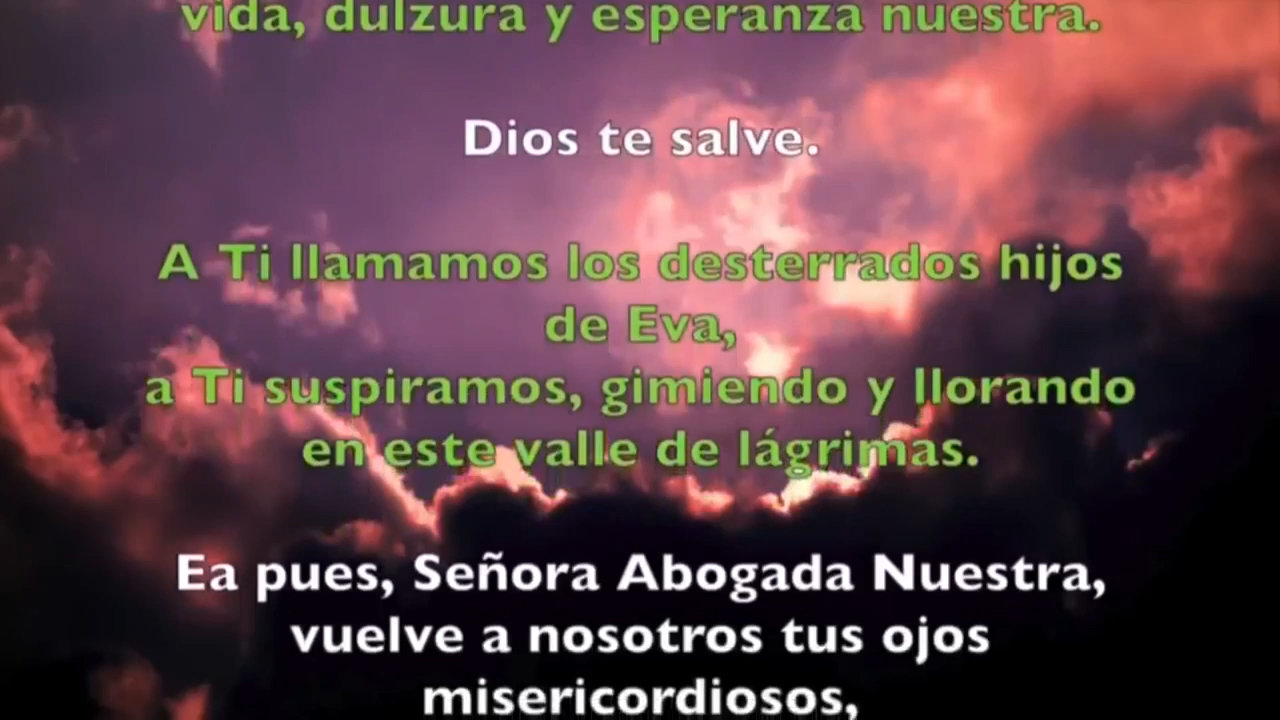 vida, dulzura y esperanza nuestra.
Dios te salve.
A Ti llamamos los desterrados hijos
de Eva,
a Ti suspiramos, gimiendo y llorando
en este valle de lágrimas.
Ea pues, Señora Abogada Nuestra,
vuelve a nosotros tus ojos
misericordiosos,